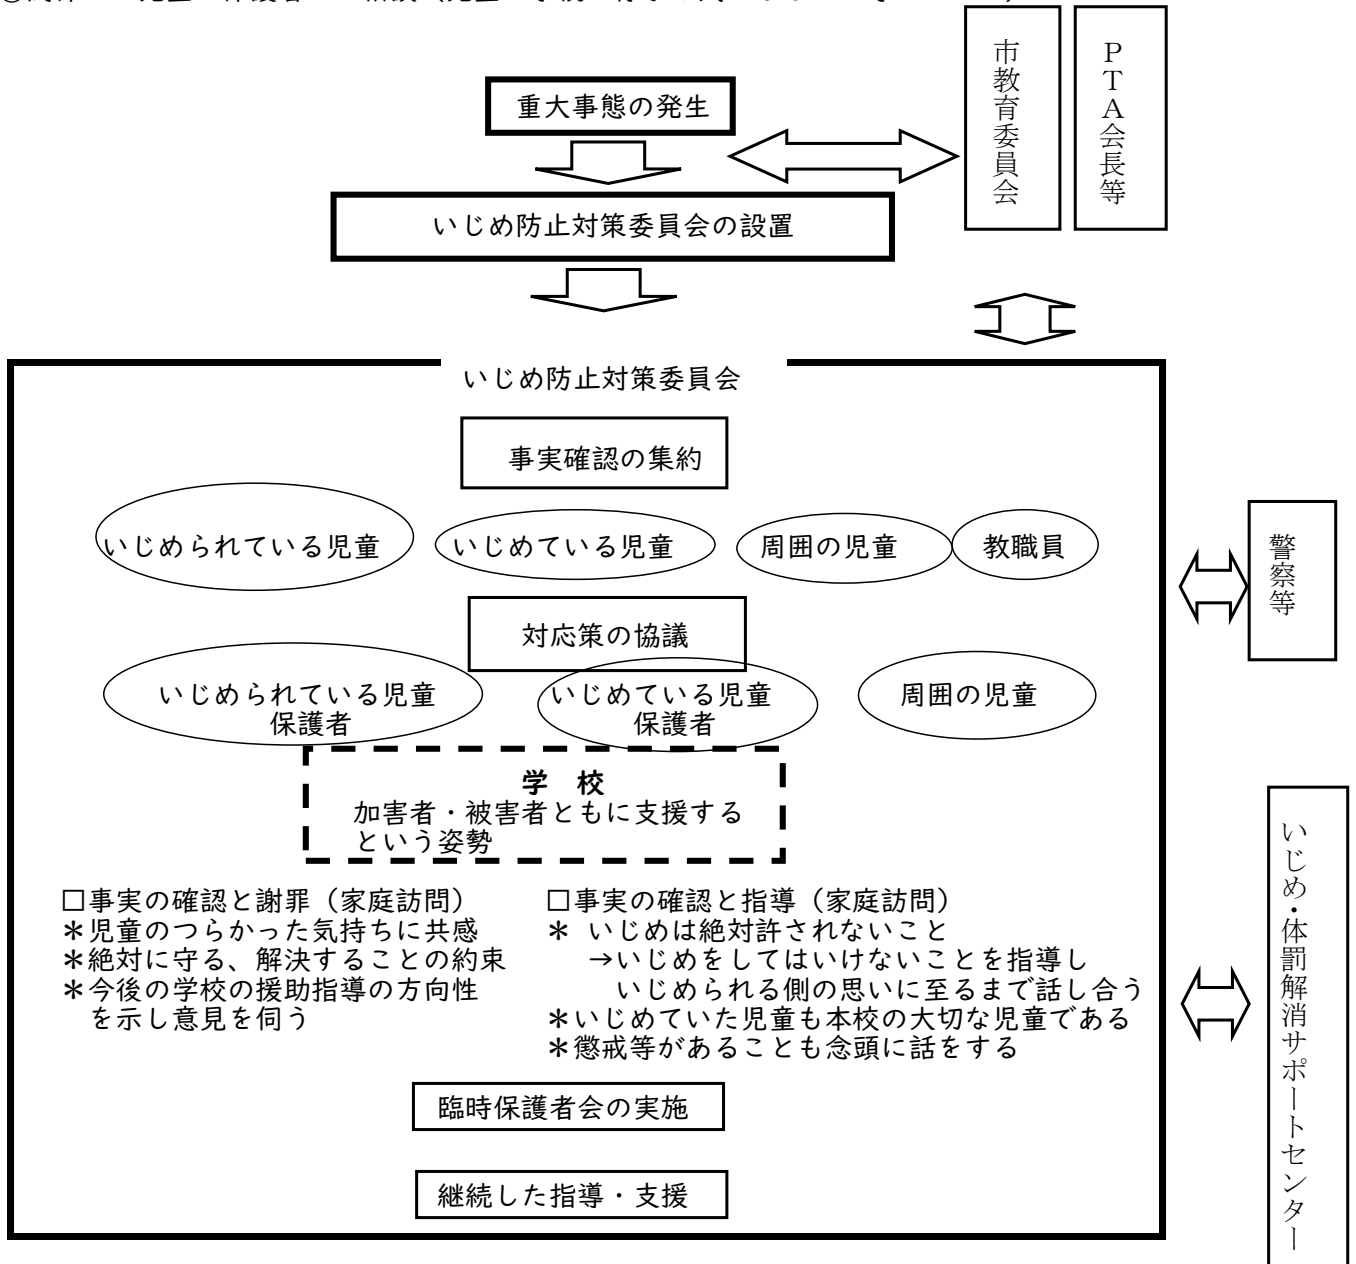 重大事態の発生
市教育委員会
ＰＴＡ会長等
いじめ防止対策委員会の設置
いじめ防止対策委員会
事実確認の集約
いじめられている児童
いじめている児童
周囲の児童
教職員
警察等
対応策の協議
いじめられている児童
保護者
いじめている児童
保護者
周囲の児童
学　校
加害者・被害者ともに支援する
という姿勢
□事実の確認と謝罪（家庭訪問）
＊児童のつらかった気持ちに共感
＊絶対に守る、解決することの約束
＊今後の学校の援助指導の方向性
を示し意見を伺う
□事実の確認と指導（家庭訪問）
＊ いじめは絶対許されないこと
→いじめをしてはいけないことを指導し
いじめられる側の思いに至るまで話し合う
＊いじめていた児童も本校の大切な児童である
＊懲戒等があることも念頭に話をする
いじめ・体罰解消サポートセンター
臨時保護者会の実施
継続した指導・支援